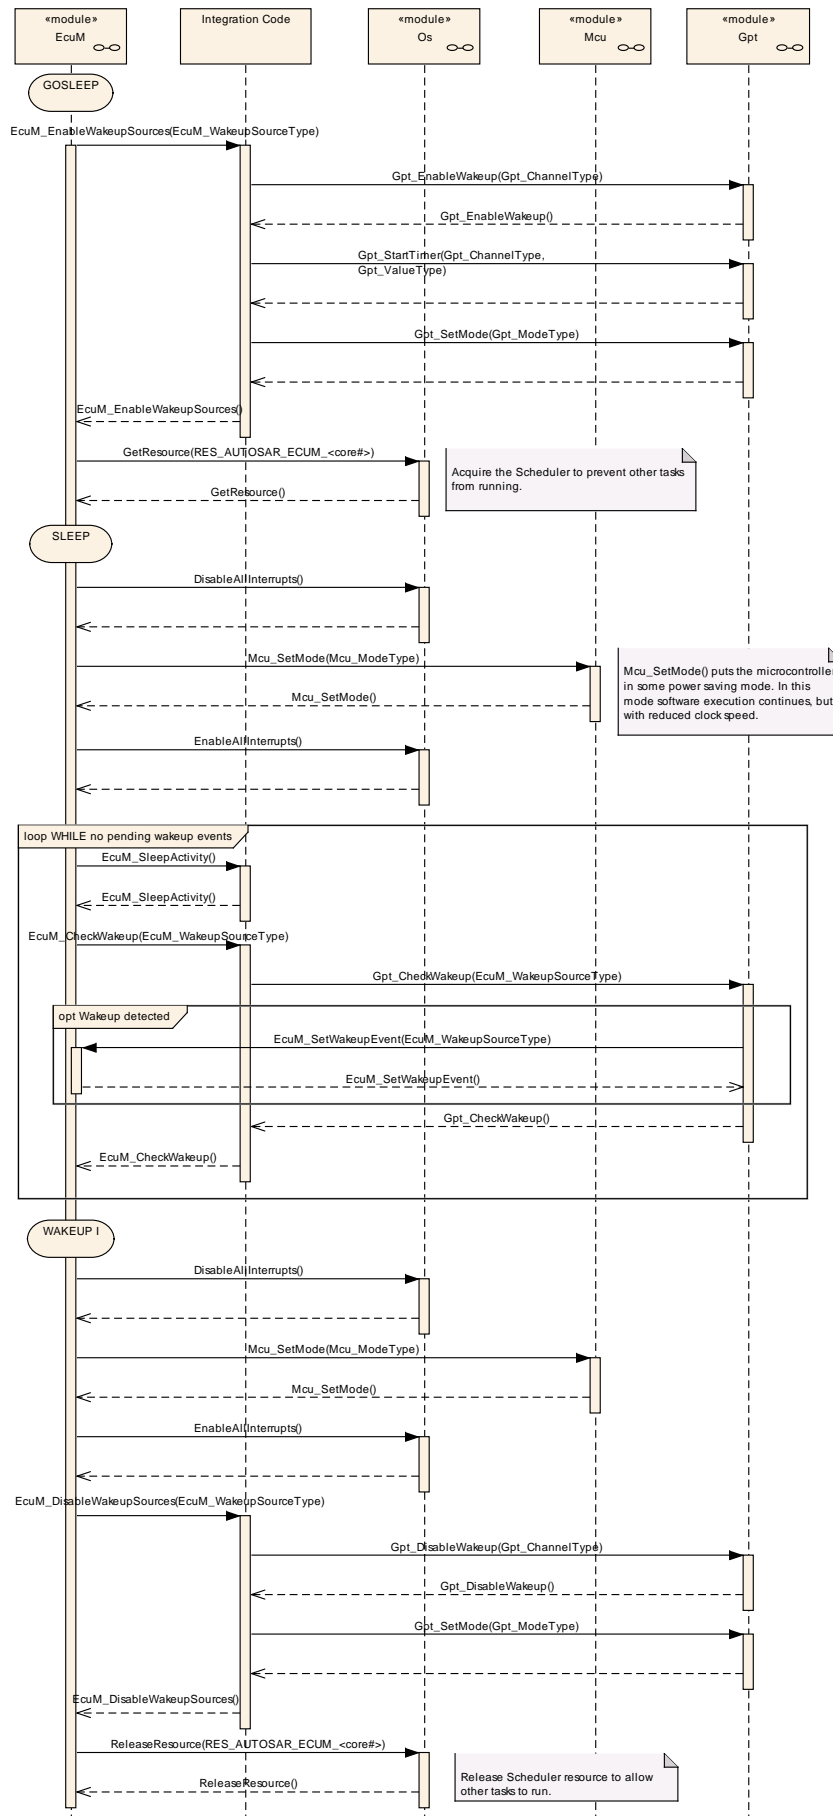 «module»
EcuM
Integration Code
«module»
Os
«module»
Mcu
«module»
Gpt
GOSLEEP
EcuM_EnableWakeupSources(EcuM_WakeupSourceType)
Gpt_EnableWakeup(Gpt_ChannelType)
Gpt_EnableWakeup()
Gpt_StartTimer(Gpt_ChannelType,
Gpt_ValueType)
Gpt_SetMode(Gpt_ModeType)
EcuM_EnableWakeupSources()
GetResource(RES_AUTOSAR_ECUM_<core#>)
Acquire the Scheduler to prevent other tasks
from running.
GetResource()
SLEEP
DisableAllInterrupts()
Mcu_SetMode(Mcu_ModeType)
Mcu_SetMode() puts the microcontroller
in some power saving mode. In this
mode software execution continues, but
with reduced clock speed.
Mcu_SetMode()
EnableAllInterrupts()
loop WHILE no pending wakeup events
EcuM_SleepActivity()
EcuM_SleepActivity()
EcuM_CheckWakeup(EcuM_WakeupSourceType)
Gpt_CheckWakeup(EcuM_WakeupSourceType)
opt Wakeup detected
EcuM_SetWakeupEvent(EcuM_WakeupSourceType)
EcuM_SetWakeupEvent()
Gpt_CheckWakeup()
EcuM_CheckWakeup()
WAKEUP I
DisableAllInterrupts()
Mcu_SetMode(Mcu_ModeType)
Mcu_SetMode()
EnableAllInterrupts()
EcuM_DisableWakeupSources(EcuM_WakeupSourceType)
Gpt_DisableWakeup(Gpt_ChannelType)
Gpt_DisableWakeup()
Gpt_SetMode(Gpt_ModeType)
EcuM_DisableWakeupSources()
ReleaseResource(RES_AUTOSAR_ECUM_<core#>)
Release Scheduler resource to allow
other tasks to run.
ReleaseResource()